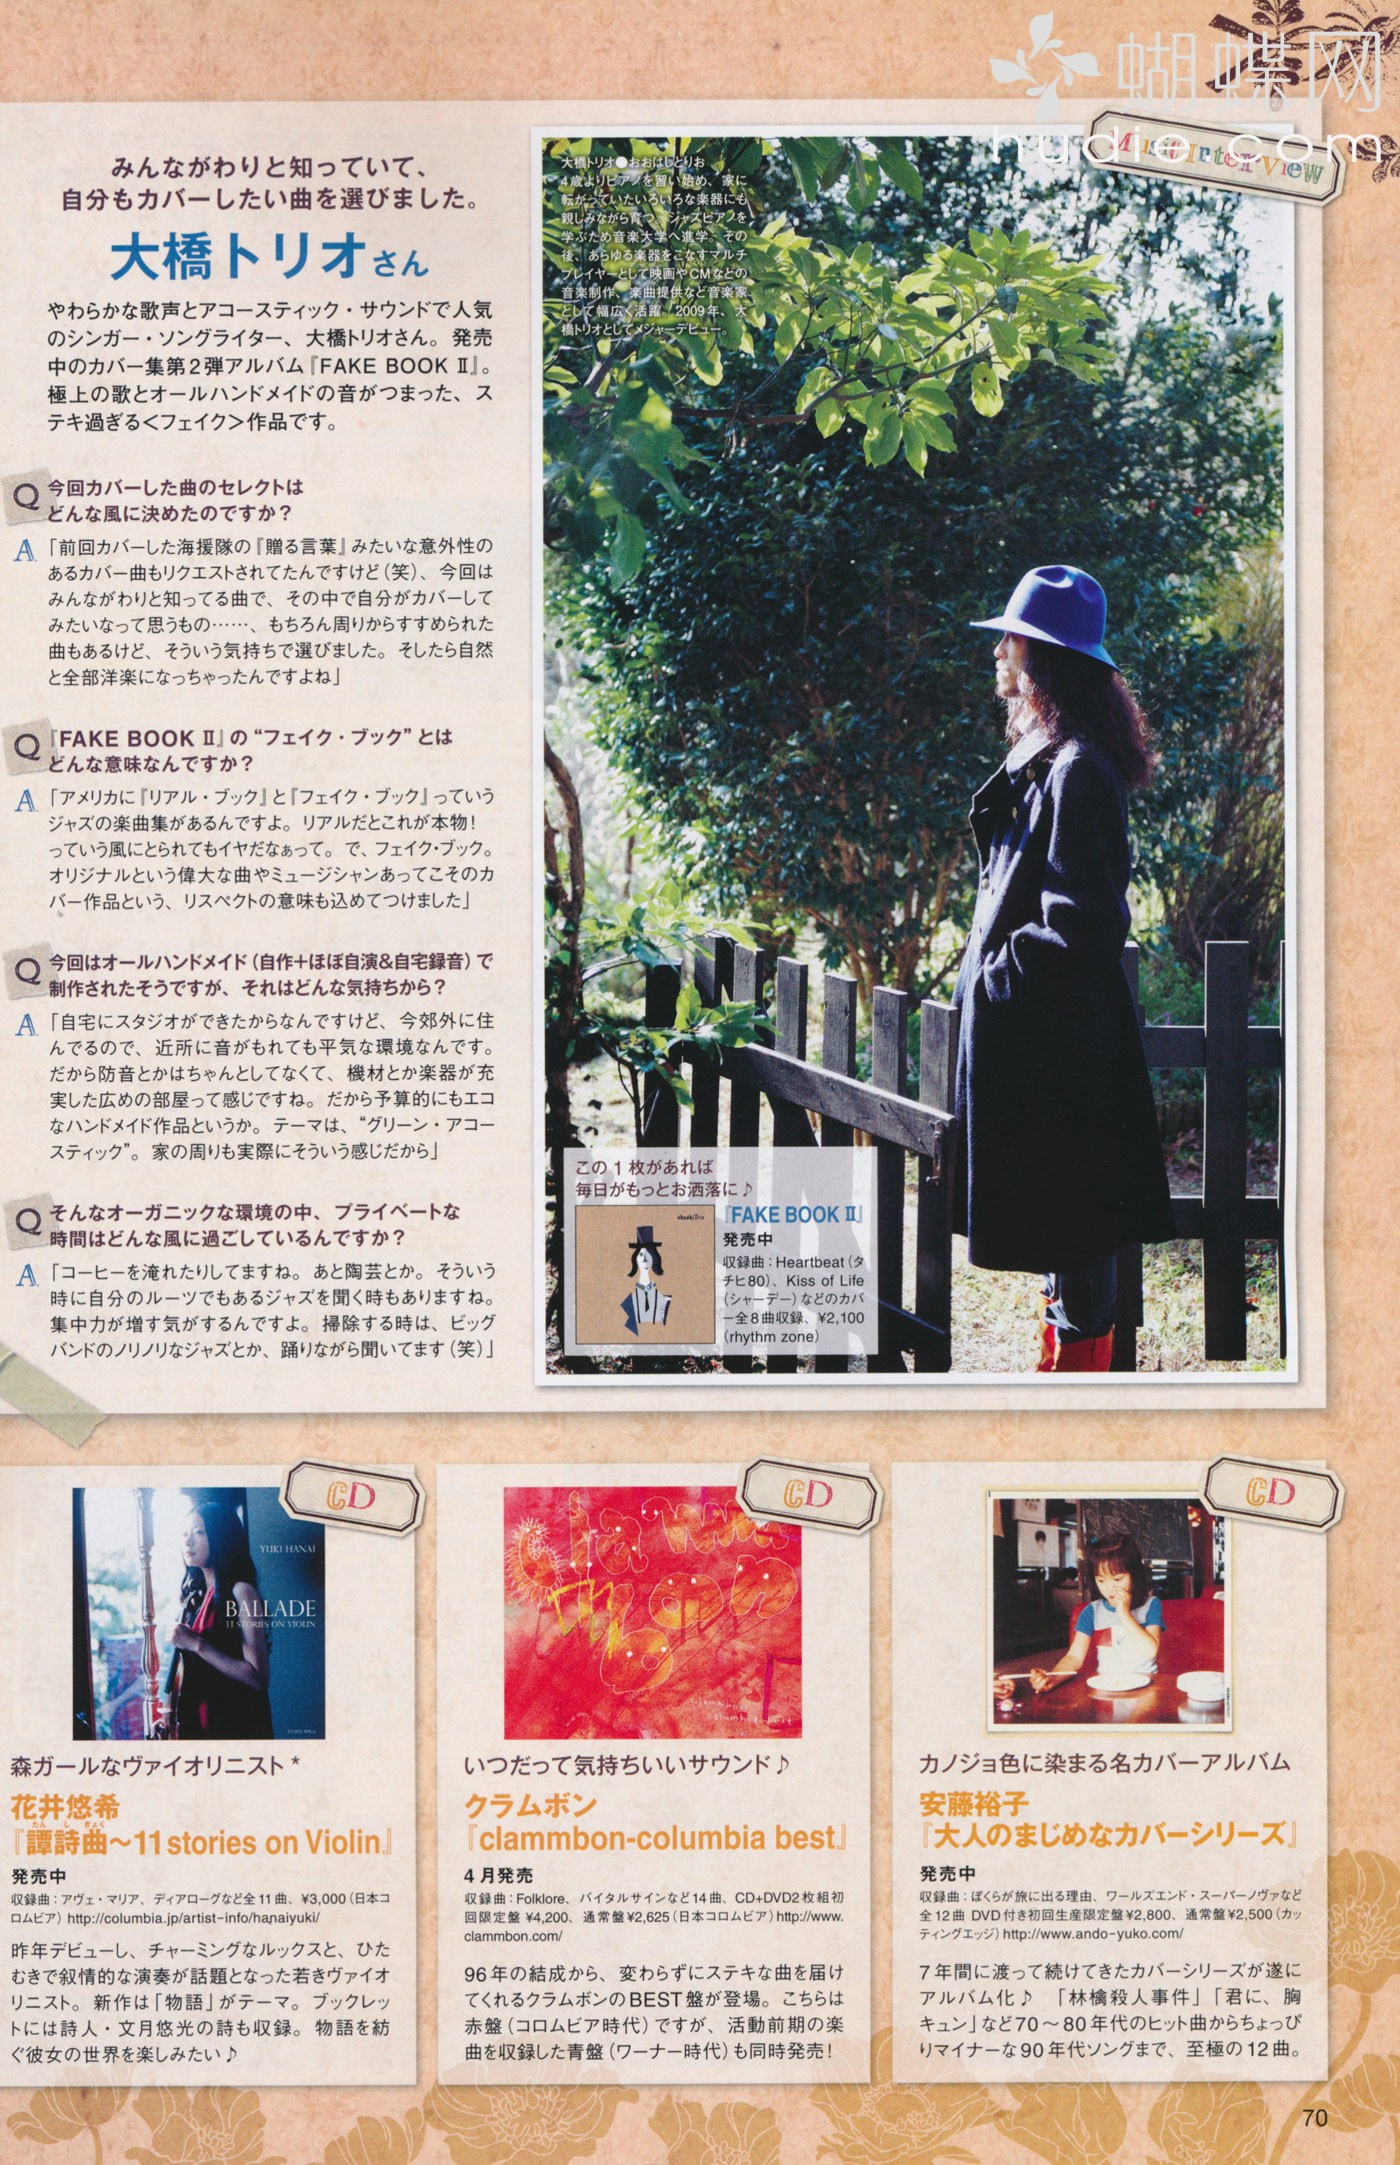 蝴蝶网
hudie.com
Mini Interview
みんながわりと知っていて、
自分もカバーしたい曲を選びました。
大橋トリオさん
やわらかな歌声とアコースティック・サウンドで人気
のシンガー・ソングライター、大橋トリオさん。発売
中のカバー集第2弾アルバム『FAKE BOOK Ⅱ』。
極上の歌とオールハンドメイドの音がつまった、ス
テキ過ぎる<フェイク>作品です。
Q 今回カバーした曲のセレクトは
どんな風に決めたのですか？
A 「前回カバーした海援隊の『贈る言葉』みたいな意外性の
あるカバー曲もリクエストされてたんですけど（笑）、今回は
みんながわりと知ってる曲で、その中で自分がカバーして
みたいなって思うもの……、もちろん周りからすすめられた
曲もあるけど、そういう気持ちで選びました。そしたら自然
と全部洋楽になっちゃったんですよね」
Q 『FAKE BOOK Ⅱ』の“フェイク・ブック”とは
どんな意味なんですか？
A 「アメリカに『リアル・ブック』と『フェイク・ブック』っていう
ジャズの楽曲集があるんですよ。リアルだとこれが本物！
っていう風にとられてもイヤだなぁって。で、フェイク・ブック。
オリジナルという偉大な曲やミュージシャンあってこそのカ
バー作品という、リスペクトの意味も込めてつけました」
Q 今回はオールハンドメイド（自作+ほぼ自演&自宅録音）で
制作されたそうですが、それはどんな気持ちから？
A 「自宅にスタジオができたからなんですけど、今郊外に住
んでるので、近所に音がもれても平気な環境なんです。
だから防音とかはちゃんとしてなくて、機材とか楽器が充
実した広めの部屋って感じですね。だから予算的にもエコ
なハンドメイド作品というか。テーマは、“グリーン・アコー
スティック”。家の周りも実際にそういう感じだから」
Q そんなオーガニックな環境の中、プライベートな
時間はどんな風に過ごしているんですか？
A 「コーヒーを淹れたりしてますね。あと陶芸とか。そういう
時に自分のルーツでもあるジャズを聞く時もありますね。
集中力が増す気がするんですよ。掃除する時は、ビッグ
バンドのノリノリなジャズとか、踊りながら聞いてます（笑）」
大橋トリオ●おおはしとりお
4歳よりピアノを習い始め、家に
転がっていたいろいろな楽器にも
親しみながら育つ。ジャズピアノを
学ぶため音楽大学へ進学。その
後、あらゆる楽器をこなすマルチ
プレイヤーとして映画やCMなどの
音楽制作、楽曲提供など音楽家
として幅広く活躍。2009年、大
橋トリオとしてメジャーデビュー。
この1枚があれば
毎日がもっとお洒落に♪
ohashiTrio
『FAKE BOOK Ⅱ』
発売中
収録曲：Heartbeat（タ
チヒ80）、Kiss of Life
（シャーデー）などのカバ
ー全8曲収録、¥2,100
（rhythm zone）
CD
YUKI HANAI
BALLADE
11 STORIES ON VIOLIN
森ガールなヴァイオリニスト*
花井悠希
たんしきょく
『譚詩曲～11 stories on Violin』
発売中
収録曲：アヴェ・マリア、ディアローグなど全11曲、¥3,000（日本コ
ロムビア）http://columbia.jp/artist-info/hanaiyuki/
昨年デビューし、チャーミングなルックスと、ひた
むきで叙情的な演奏が話題となった若きヴァイオ
リニスト。新作は「物語」がテーマ。ブックレッ
トには詩人・文月悠光の詩も収録。物語を紡
ぐ彼女の世界を楽しみたい♪
CD
clammbon
clammbon
columbia best
いつだって気持ちいいサウンド♪
クラムボン
『clammbon-columbia best』
4月発売
収録曲：Folklore、バイタルサインなど14曲、CD+DVD2枚組初
回限定盤¥4,200、通常盤¥2,625（日本コロムビア）http://www.
clammbon.com/
96年の結成から、変わらずにステキな曲を届け
てくれるクラムボンのBEST盤が登場。こちらは
赤盤（コロムビア時代）ですが、活動前期の楽
曲を収録した青盤（ワーナー時代）も同時発売！
CD
カノジョ色に染まる名カバーアルバム
安藤裕子
『大人のまじめなカバーシリーズ』
発売中
収録曲：ぼくらが旅に出る理由、ワールズエンド・スーパーノヴァなど
全12曲 DVD付き初回生産限定盤¥2,800、通常盤¥2,500（カッ
ティングエッジ）http://www.ando-yuko.com/
7年間に渡って続けてきたカバーシリーズが遂に
アルバム化♪ 「林檎殺人事件」「君に、胸
キュン」など70～80年代のヒット曲からちょっぴ
りマイナーな90年代ソングまで、至極の12曲。
70